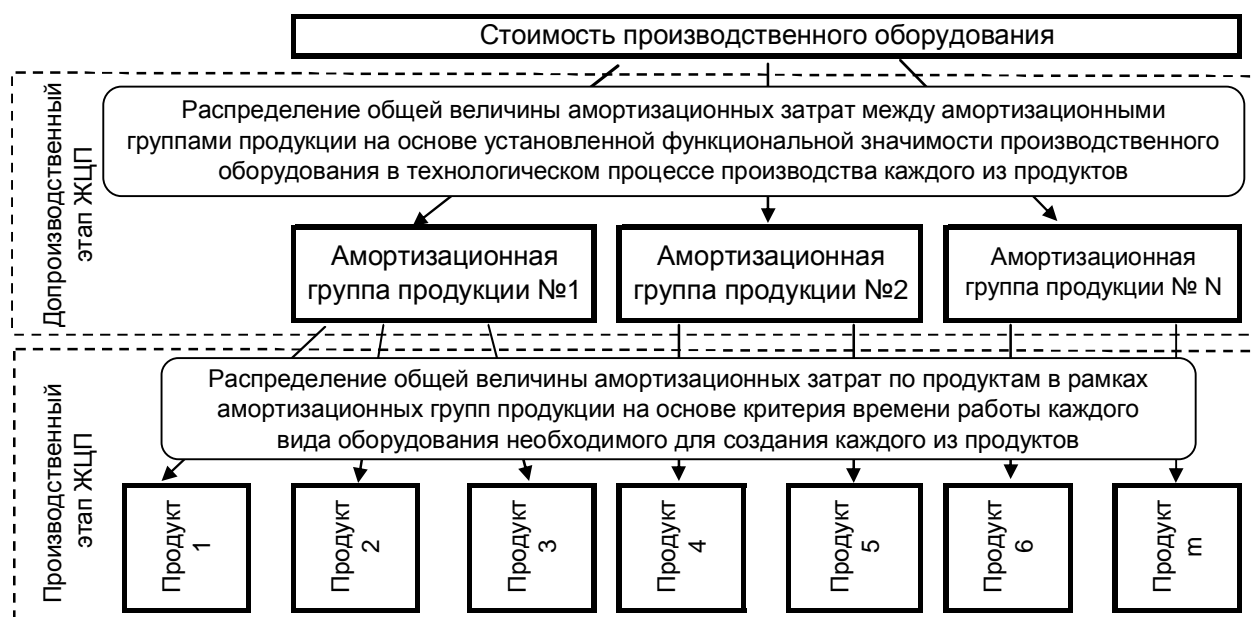 Стоимость производственного оборудования
Допроизводственный
этап ЖЦП
Распределение общей величины амортизационных затрат между амортизационными
группами продукции на основе установленной функциональной значимости производственного
оборудования в технологическом процессе производства каждого из продуктов
Амортизационная
группа продукции №1
Амортизационная
группа продукции №2
Амортизационная
группа продукции № N
Производственный
этап ЖЦП
Распределение общей величины амортизационных затрат по продуктам в рамках
амортизационных групп продукции на основе критерия времени работы каждого
вида оборудования необходимого для создания каждого из продуктов
Продукт
1
Продукт
2
Продукт
3
Продукт
4
Продукт
5
Продукт
6
Продукт
m